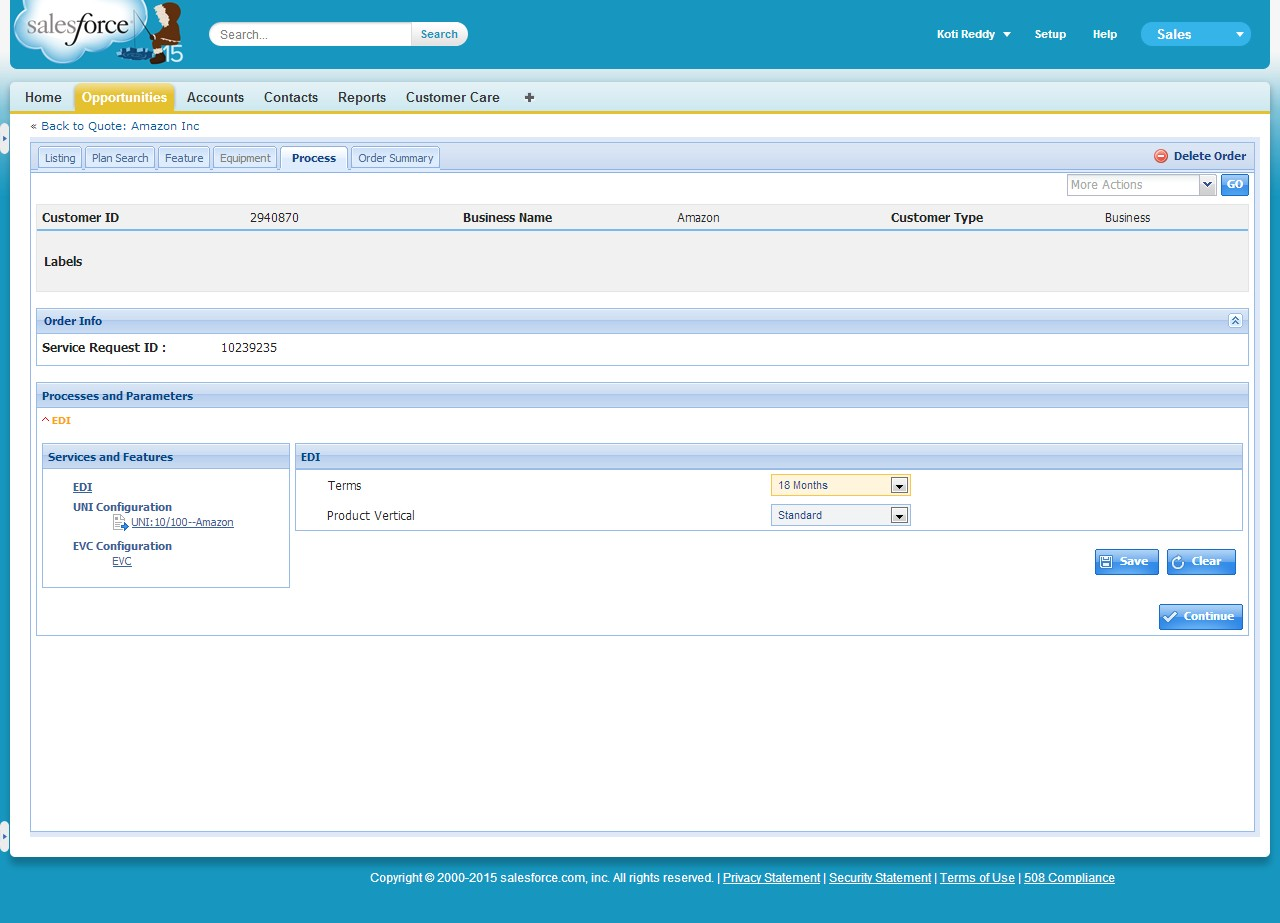 salesforce
15
Search...
Search
Koti Reddy
Setup
Help
Sales
Home
Opportunities
Accounts
Contacts
Reports
Customer Care
+
« Back to Quote: Amazon Inc
Listing
Plan Search
Feature
Equipment
Process
Order Summary
Delete Order
More Actions
GO
Customer ID 2940870 Business Name Amazon Customer Type Business
Labels
Order Info
Service Request ID : 10239235
Processes and Parameters
EDI
Services and Features
EDI
UNI Configuration
UNI:10/100--Amazon
EVC Configuration
EVC
EDI
Terms 18 Months
Product Vertical Standard
Save
Clear
Continue
Copyright © 2000-2015 salesforce.com, inc. All rights reserved. | Privacy Statement | Security Statement | Terms of Use | 508 Compliance